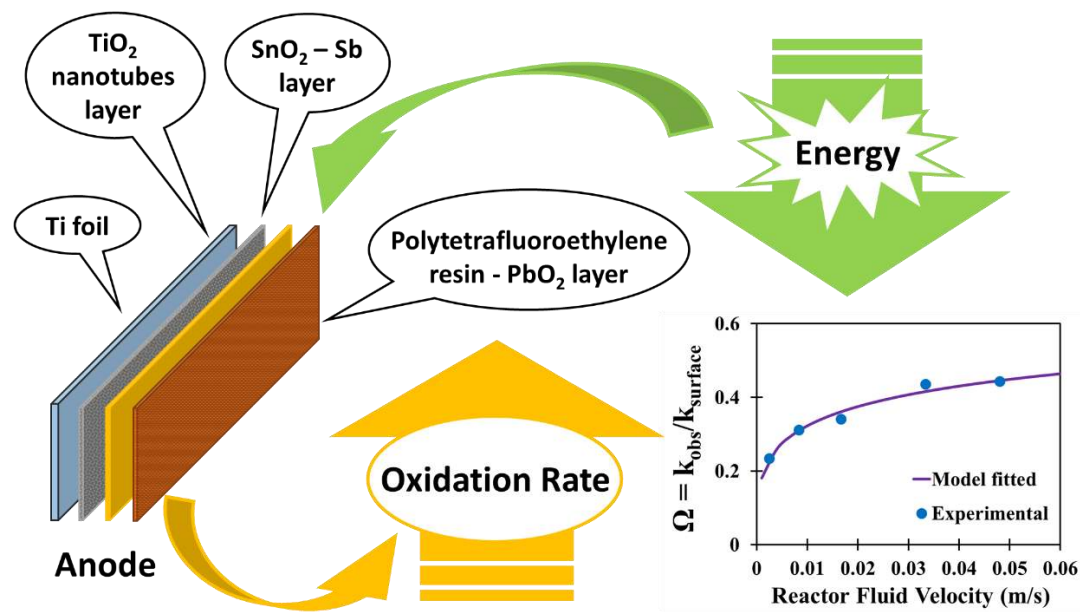 TiO₂
nanotubes
layer
SnO₂ – Sb
layer
Energy
Ti foil
Polytetrafluoroethylene
resin - PbO₂ layer
Anode
Oxidation Rate
Ω = k_obs/k_surface
0.6
0.4
0.2
0
Model fitted
Experimental
0 0.01 0.02 0.03 0.04 0.05 0.06
Reactor Fluid Velocity (m/s)